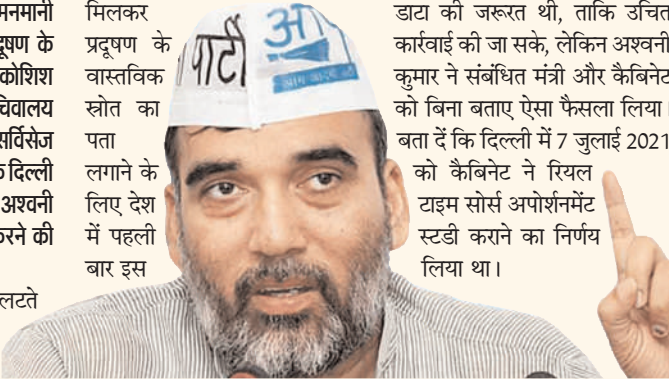 मनमानी
दूषण के
कोशिश
चिवालय
सर्विसेज
दिल्ली
अश्वनी
करने की
लटते
मिलकर
प्रदूषण के
वास्तविक
स्रोत का
पता
लगाने के
लिए देश
में पहली
बार इस
पार्टी
आम आदमी
डाटा की जरूरत थी, ताकि उचित
कार्रवाई की जा सके, लेकिन अश्वनी
कुमार ने संबंधित मंत्री और कैबिनेट
को बिना बताए ऐसा फैसला लिया।
बता दें कि दिल्ली में 7 जुलाई 2021
को कैबिनेट ने रियल
टाइम सोर्स अपोर्शनमेंट
स्टडी कराने का निर्णय
लिया था।